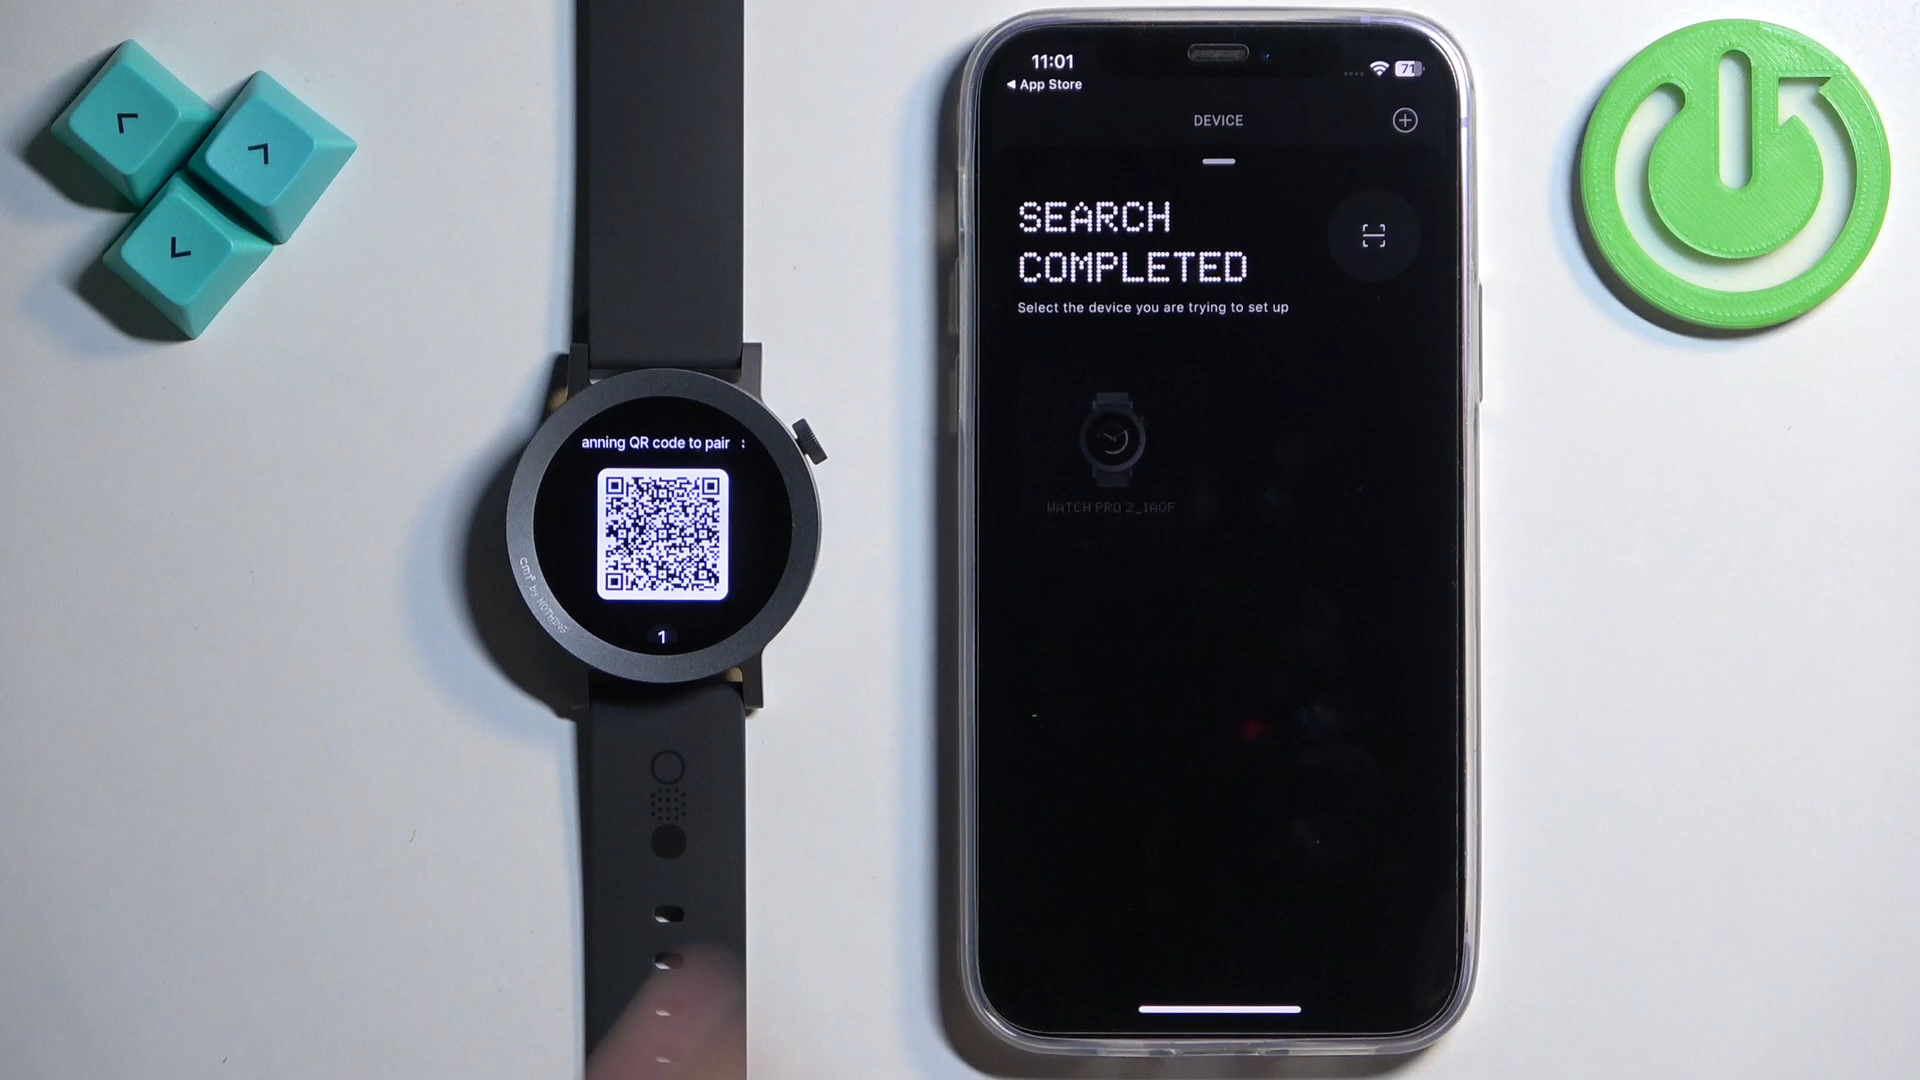 anning QR code to pair
1
cmf by NOTHING
11:01
71
App Store
DEVICE
SEARCH
COMPLETED
Select the device you are trying to set up
WATCH PRO 2_1A0F